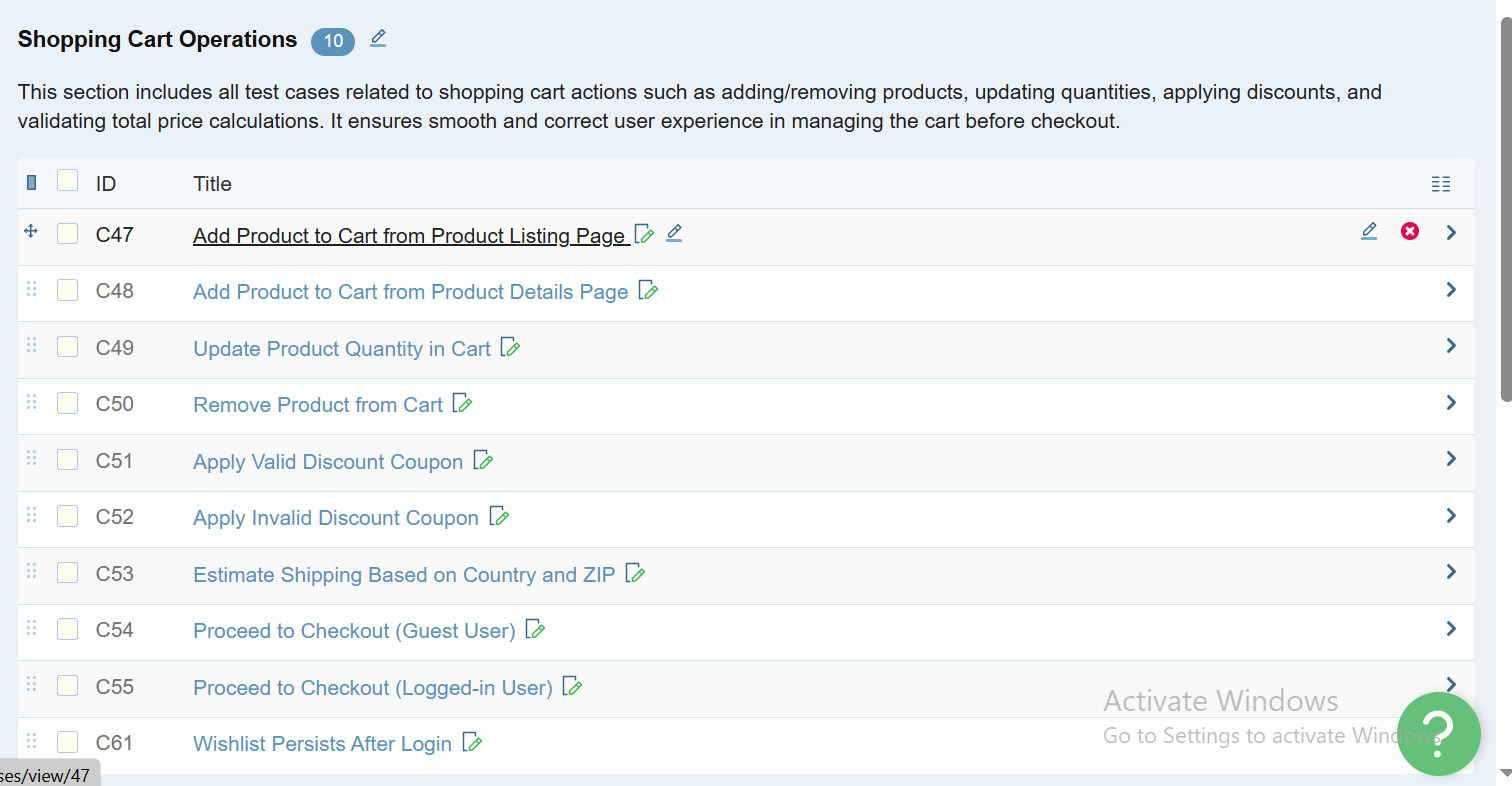 Shopping Cart Operations 10
This section includes all test cases related to shopping cart actions such as adding/removing products, updating quantities, applying discounts, and
validating total price calculations. It ensures smooth and correct user experience in managing the cart before checkout.
ID Title
C47 Add Product to Cart from Product Listing Page
C48 Add Product to Cart from Product Details Page
C49 Update Product Quantity in Cart
C50 Remove Product from Cart
C51 Apply Valid Discount Coupon
C52 Apply Invalid Discount Coupon
C53 Estimate Shipping Based on Country and ZIP
C54 Proceed to Checkout (Guest User)
C55 Proceed to Checkout (Logged-in User)
Activate Windows
Go to Settings to activate Windows.
C61 Wishlist Persists After Login
ses/view/47
?